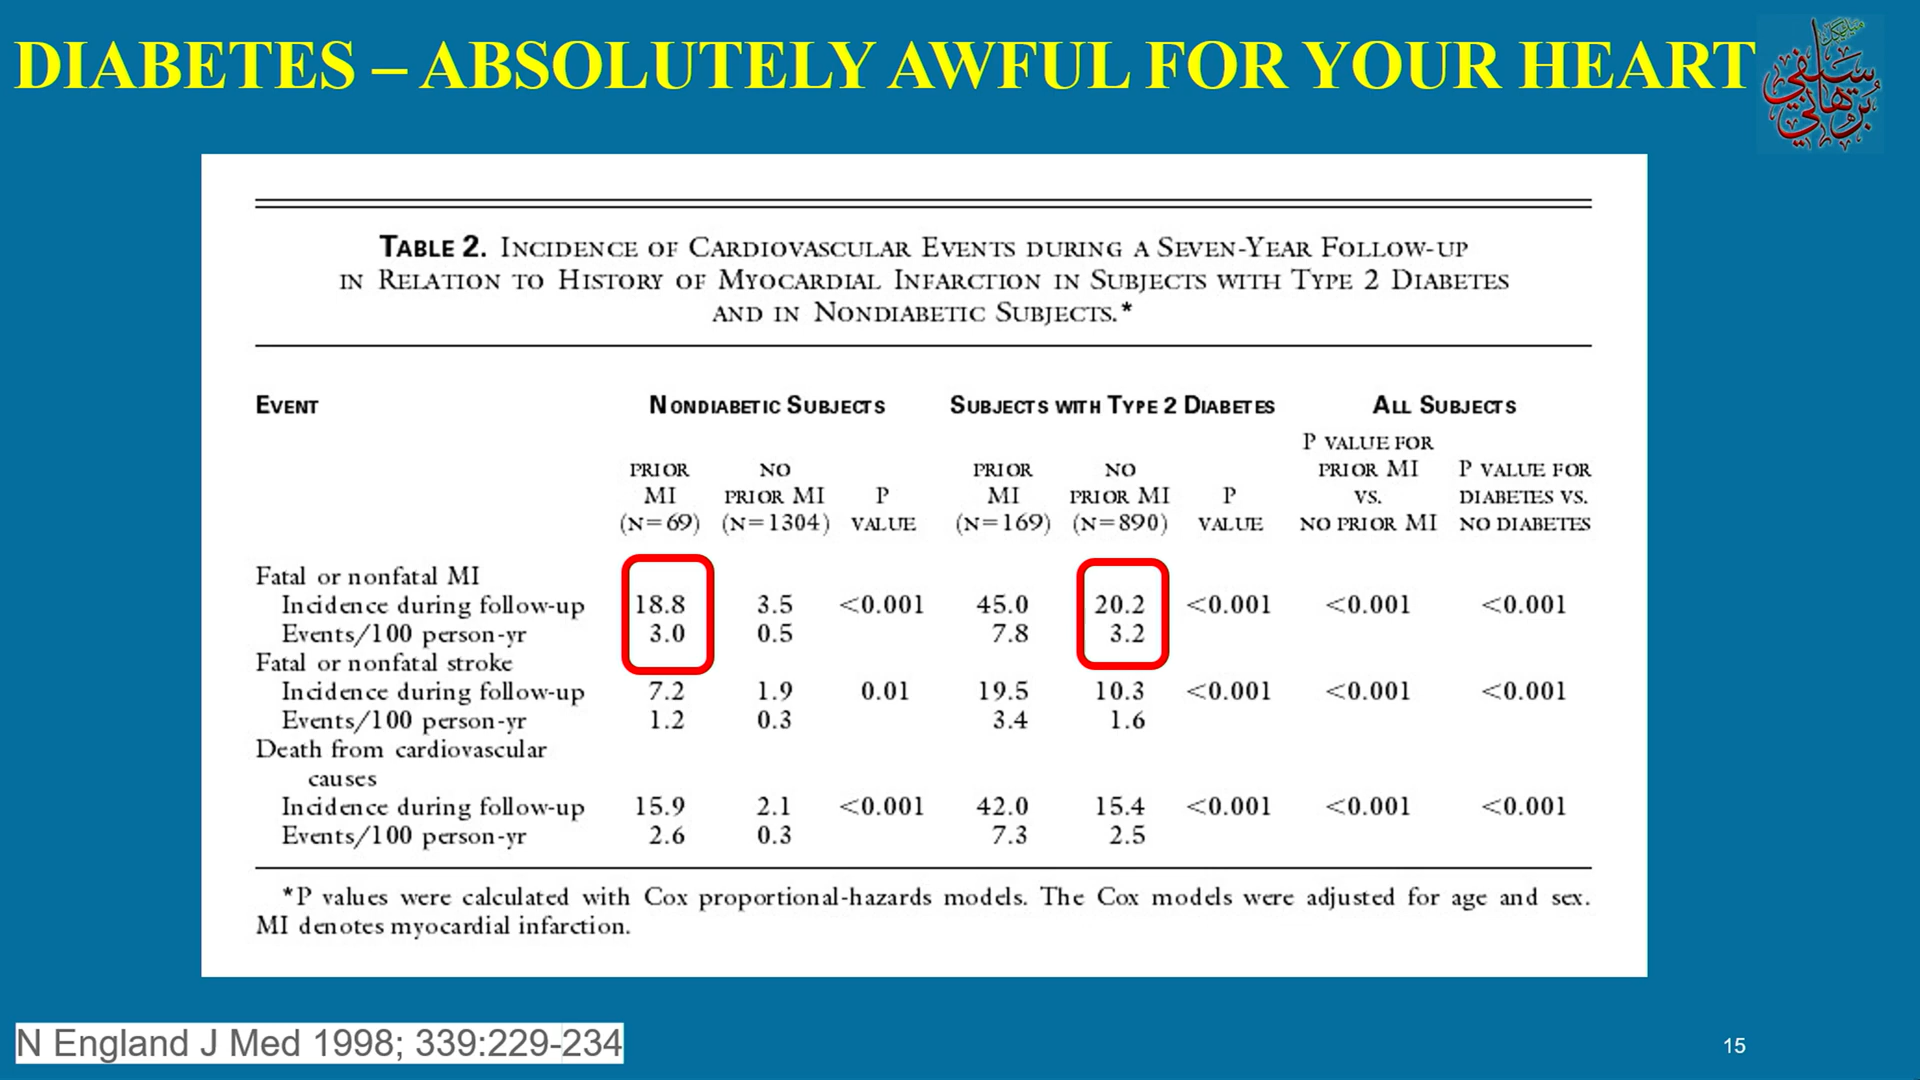 DIABETES – ABSOLUTELY AWFUL FOR YOUR HEART
سيفي
برهاني
TABLE 2. INCIDENCE OF CARDIOVASCULAR EVENTS DURING A SEVEN-YEAR FOLLOW-UP
IN RELATION TO HISTORY OF MYOCARDIAL INFARCTION IN SUBJECTS WITH TYPE 2 DIABETES
AND IN NONDIABETIC SUBJECTS.*
EVENT NONDIABETIC SUBJECTS SUBJECTS WITH TYPE 2 DIABETES ALL SUBJECTS
P VALUE FOR
PRIOR NO PRIOR NO PRIOR MI P VALUE FOR
MI PRIOR MI P MI PRIOR MI P VS. DIABETES VS.
(N=69) (N=1304) VALUE (N=169) (N=890) VALUE NO PRIOR MI NO DIABETES
Fatal or nonfatal MI
Incidence during follow-up 18.8 3.5 <0.001 45.0 20.2 <0.001 <0.001 <0.001
Events/100 person-yr 3.0 0.5 7.8 3.2
Fatal or nonfatal stroke
Incidence during follow-up 7.2 1.9 0.01 19.5 10.3 <0.001 <0.001 <0.001
Events/100 person-yr 1.2 0.3 3.4 1.6
Death from cardiovascular
causes
Incidence during follow-up 15.9 2.1 <0.001 42.0 15.4 <0.001 <0.001 <0.001
Events/100 person-yr 2.6 0.3 7.3 2.5
*P values were calculated with Cox proportional-hazards models. The Cox models were adjusted for age and sex.
MI denotes myocardial infarction.
N England J Med 1998; 339:229-234
15